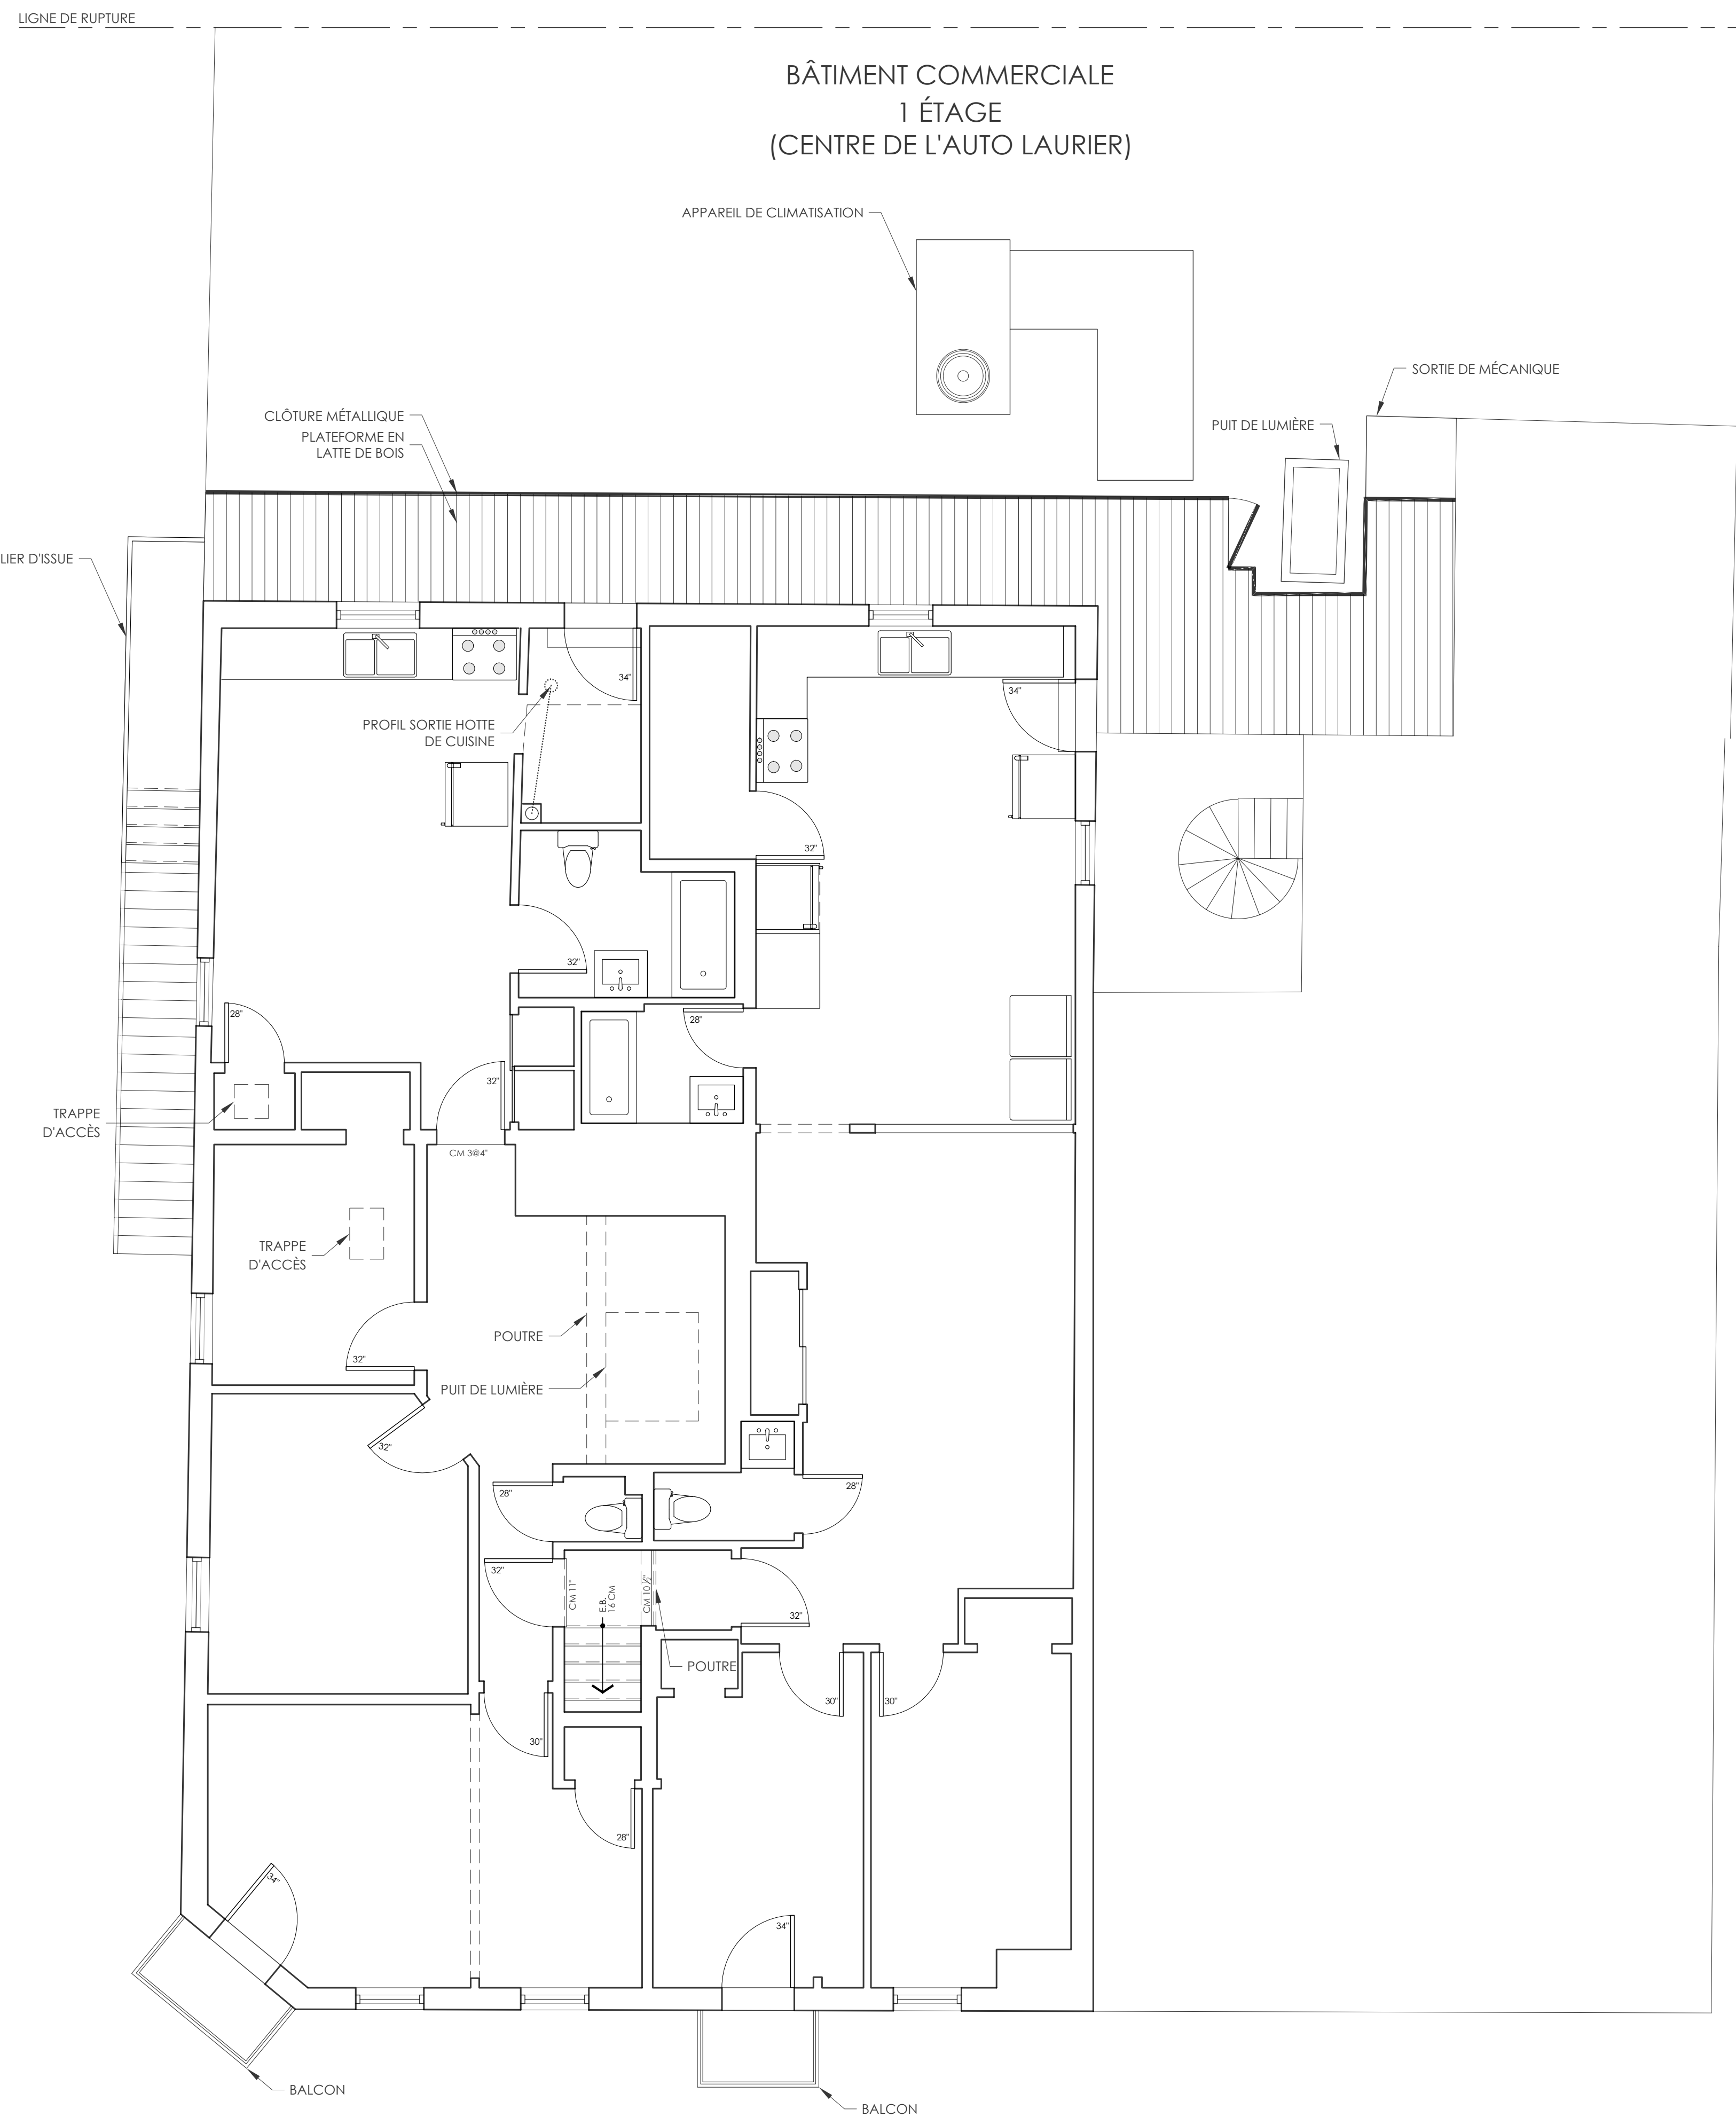 LIGNE DE RUPTURE
BÂTIMENT COMMERCIALE
1 ÉTAGE
(CENTRE DE L'AUTO LAURIER)
APPAREIL DE CLIMATISATION
SORTIE DE MÉCANIQUE
CLÔTURE MÉTALLIQUE
PUIT DE LUMIÈRE
PLATEFORME EN
LATTE DE BOIS
LIER D'ISSUE
34"
34"
PROFIL SORTIE HOTTE
DE CUISINE
32"
32"
28"
28"
32"
TRAPPE
D'ACCÈS
CM 3@4"
TRAPPE
D'ACCÈS
POUTRE
32"
PUIT DE LUMIÈRE
32"
28"
28"
32"
CM 11"
E.B.
16 CM
CM 10 ½"
32"
POUTRE
30"
30"
30"
28"
34"
34"
BALCON
BALCON